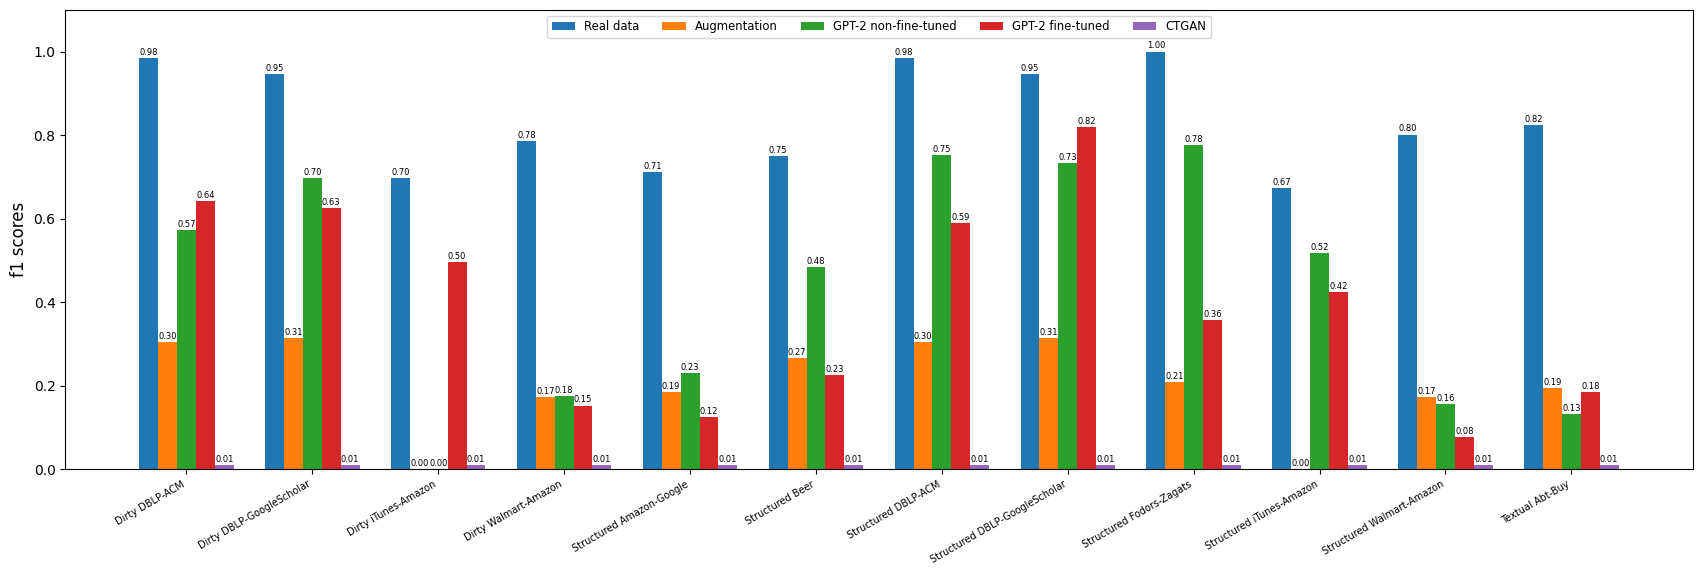 Real data Augmentation GPT-2 non-fine-tuned GPT-2 fine-tuned CTGAN
f1 scores
1.0
0.8
0.6
0.4
0.2
0.0
0.98 0.30 0.57 0.64 0.01
0.95 0.31 0.70 0.63 0.01
0.70 0.00 0.00 0.50 0.01
0.78 0.17 0.18 0.15 0.01
0.71 0.19 0.23 0.12 0.01
0.75 0.27 0.48 0.23 0.01
0.98 0.30 0.75 0.59 0.01
0.95 0.31 0.73 0.82 0.01
1.00 0.21 0.78 0.36 0.01
0.67 0.00 0.52 0.42 0.01
0.80 0.17 0.16 0.08 0.01
0.82 0.19 0.13 0.18 0.01
Dirty DBLP-ACM
Dirty DBLP-GoogleScholar
Dirty iTunes-Amazon
Dirty Walmart-Amazon
Structured Amazon-Google
Structured Beer
Structured DBLP-ACM
Structured DBLP-GoogleScholar
Structured Fodors-Zagats
Structured iTunes-Amazon
Structured Walmart-Amazon
Textual Abt-Buy